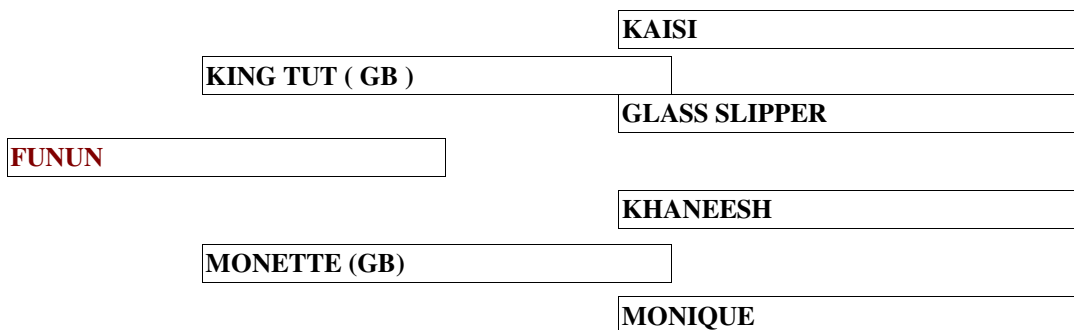 KAISI
KING TUT ( GB )
GLASS SLIPPER
FUNUN
KHANEESH
MONETTE (GB)
MONIQUE